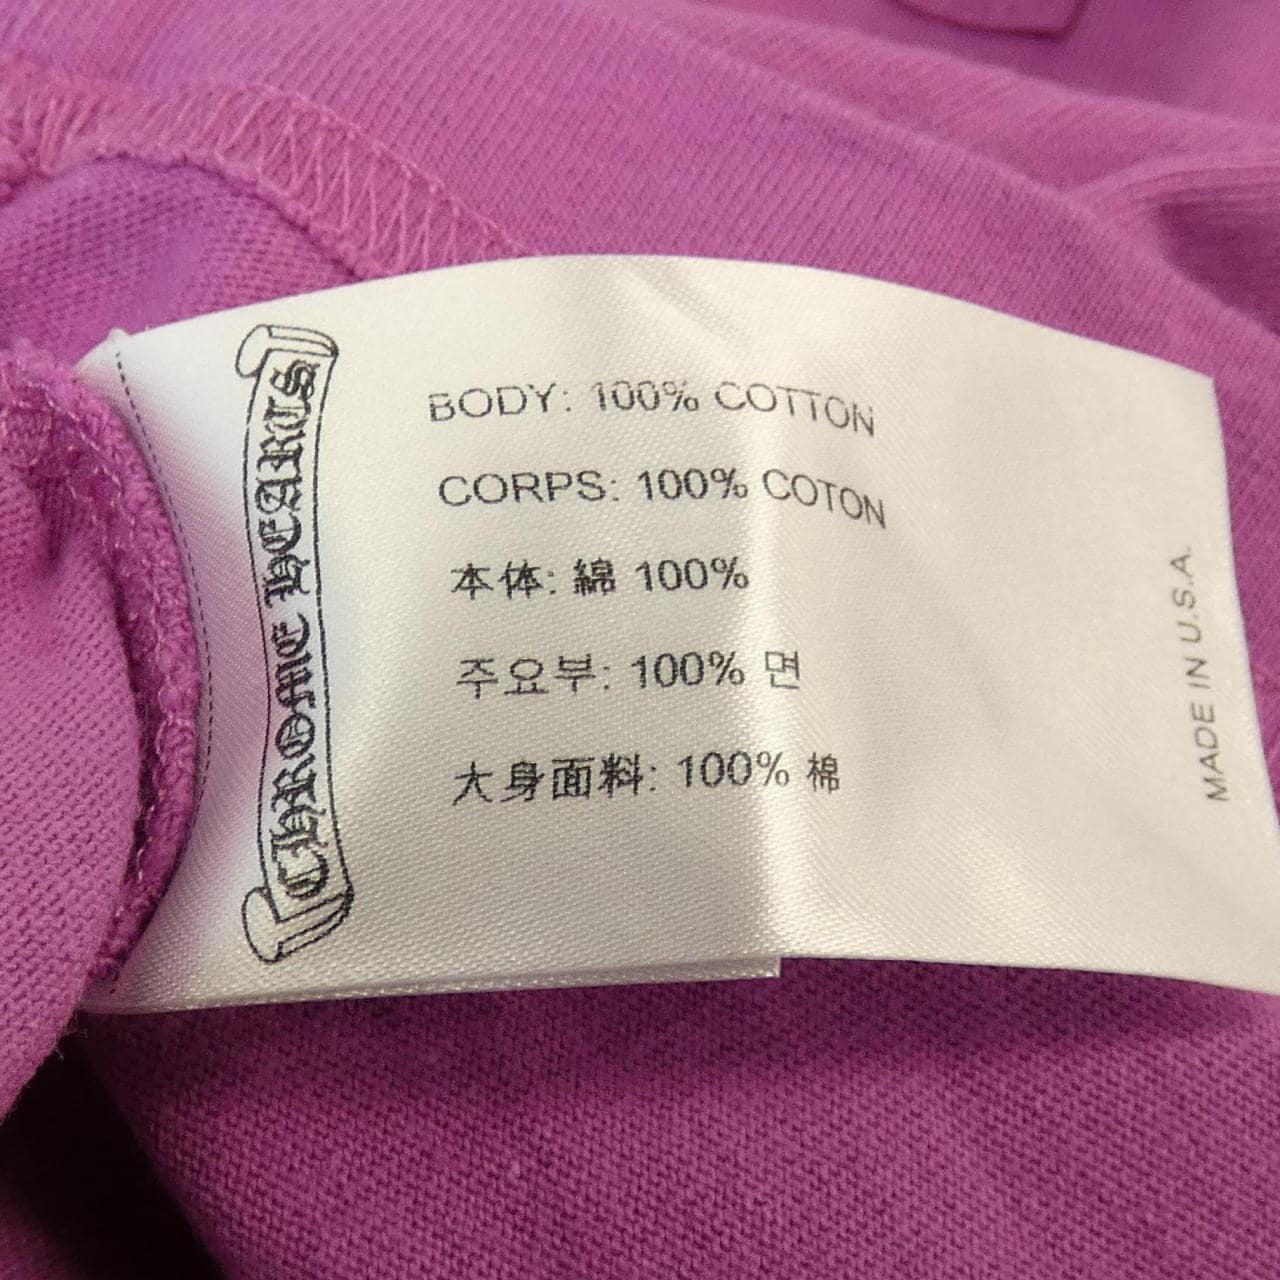 CHROME HEARTS
BODY: 100% COTTON
CORPS: 100% COTON
本体: 綿 100%
주요부: 100% 면
大身面料: 100% 棉
MADE IN U.S.A.